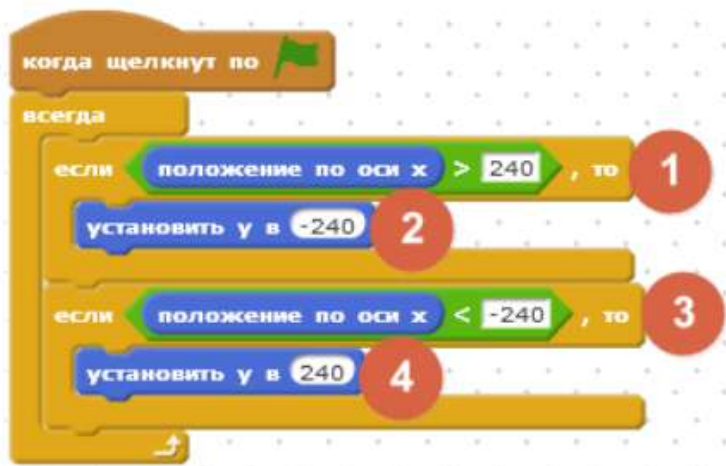 когда щелкнут по
всегда
если положение по оси x > 240 , то 1
установить y в -240 2
если положение по оси x < -240 , то 3
установить y в 240 4